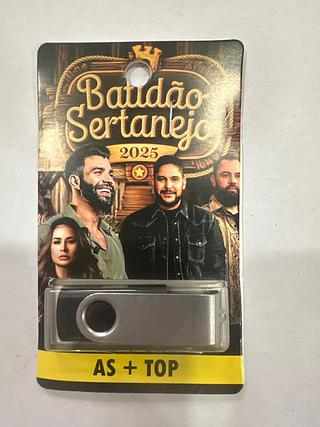 Batidão
Sertanejo
2025
AS + TOP